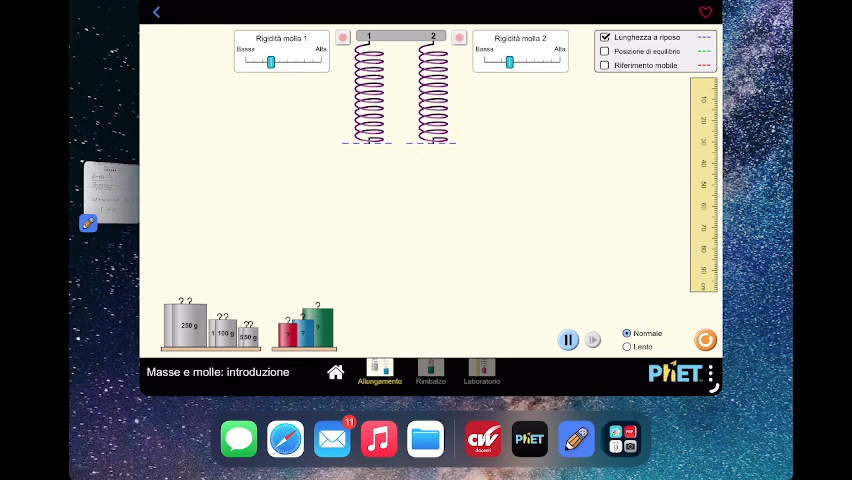 Rigidità molla 1
Bassa
Alta
1
2
Rigidità molla 2
Bassa
Alta
Lunghezza a riposo
Posizione di equilibrio
Riferimento mobile
10
20
30
40
50
60
70
80
90
cm
250 g
100 g
50 g
?
?
?
Normale
Lento
Masse e molle: introduzione
Allungamento
Rimbalzo
Laboratorio
PhET
11
CW
docenti
PhET